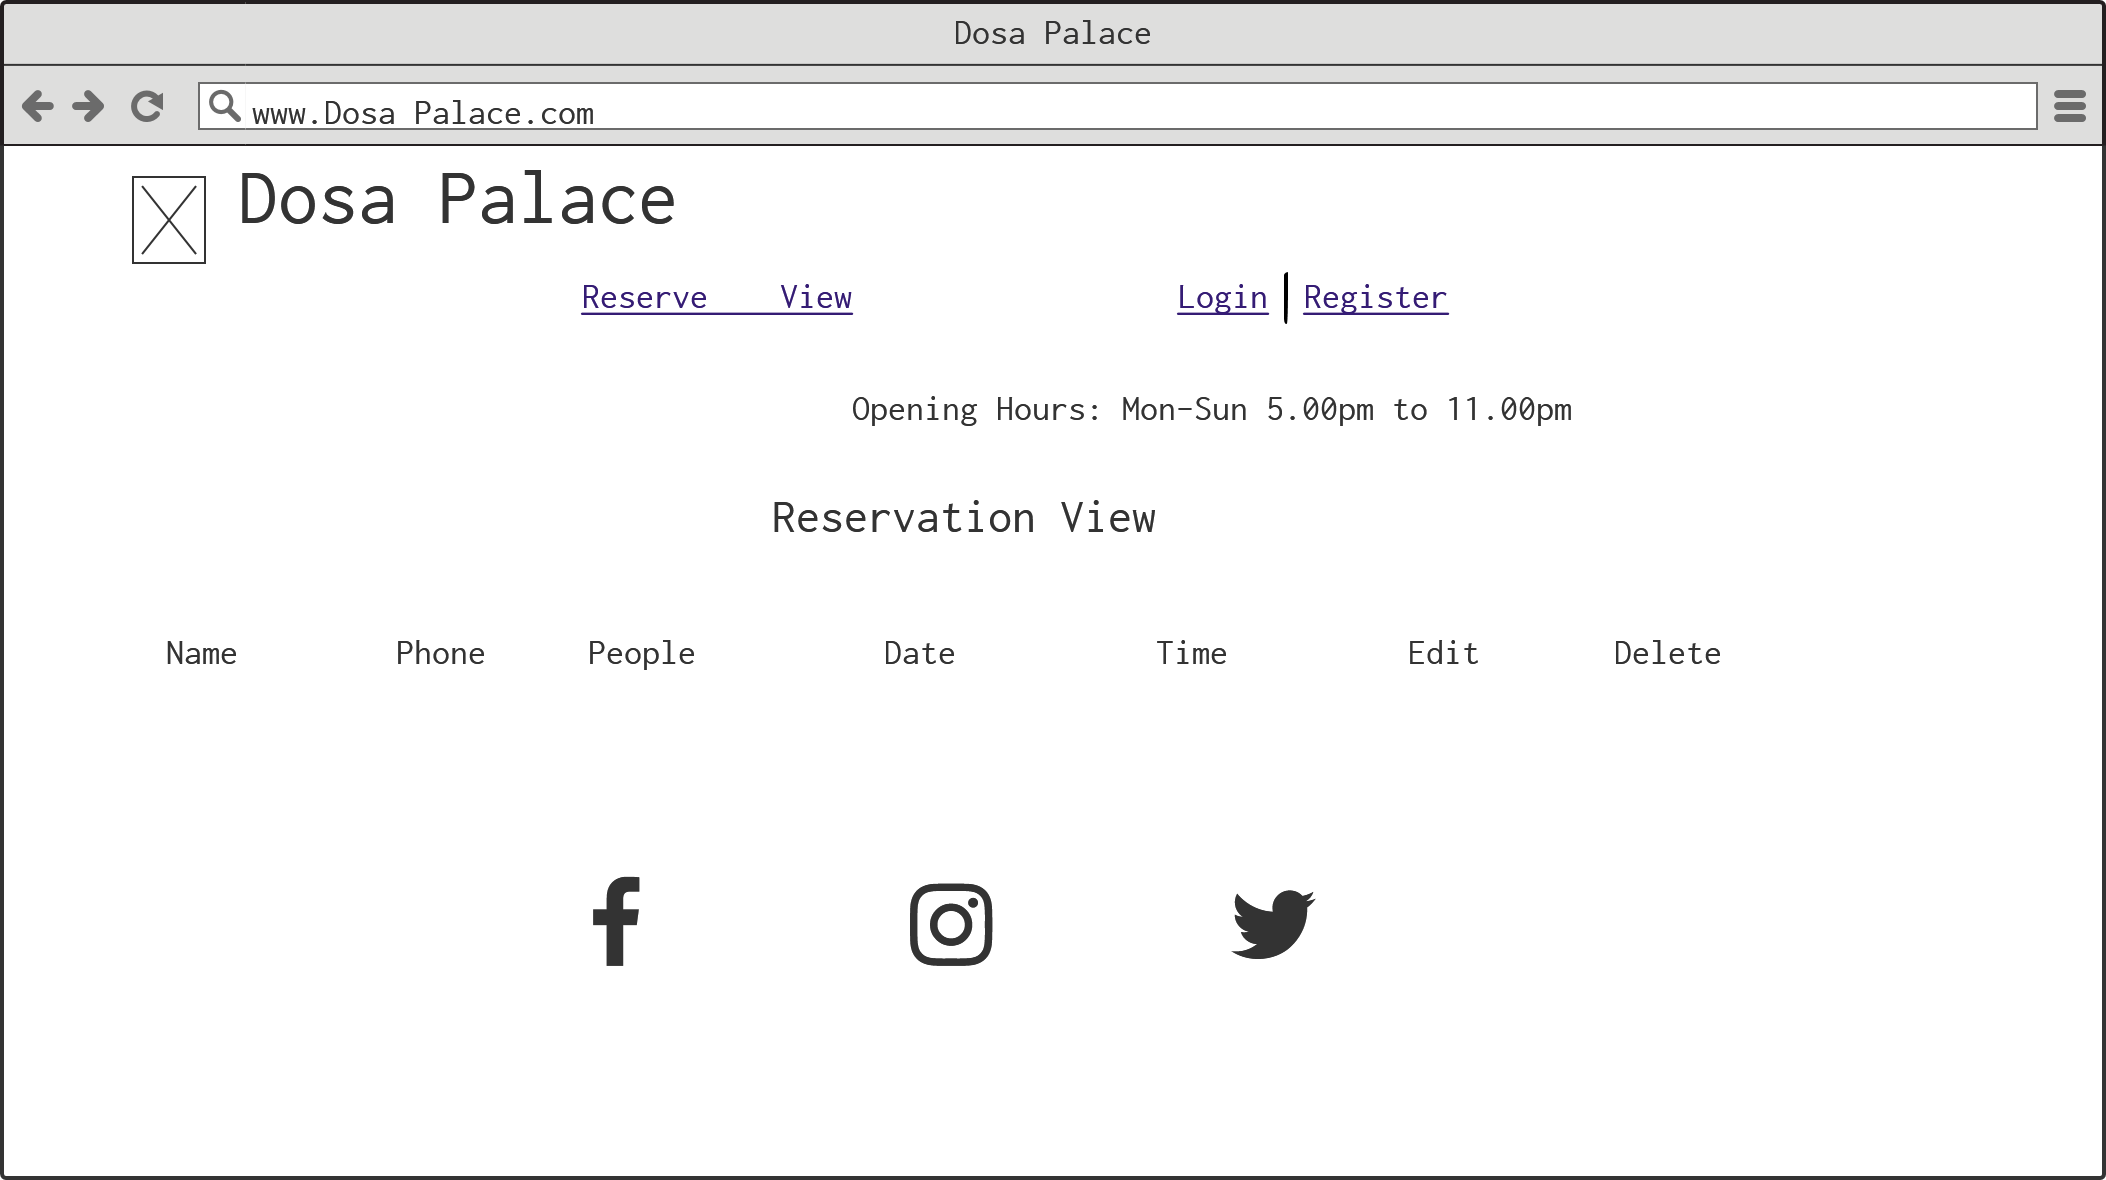 Dosa Palace
www.Dosa Palace.com
Dosa Palace
Reserve    View    Login | Register
Opening Hours: Mon-Sun 5.00pm to 11.00pm
Reservation View
Name    Phone    People    Date    Time    Edit    Delete